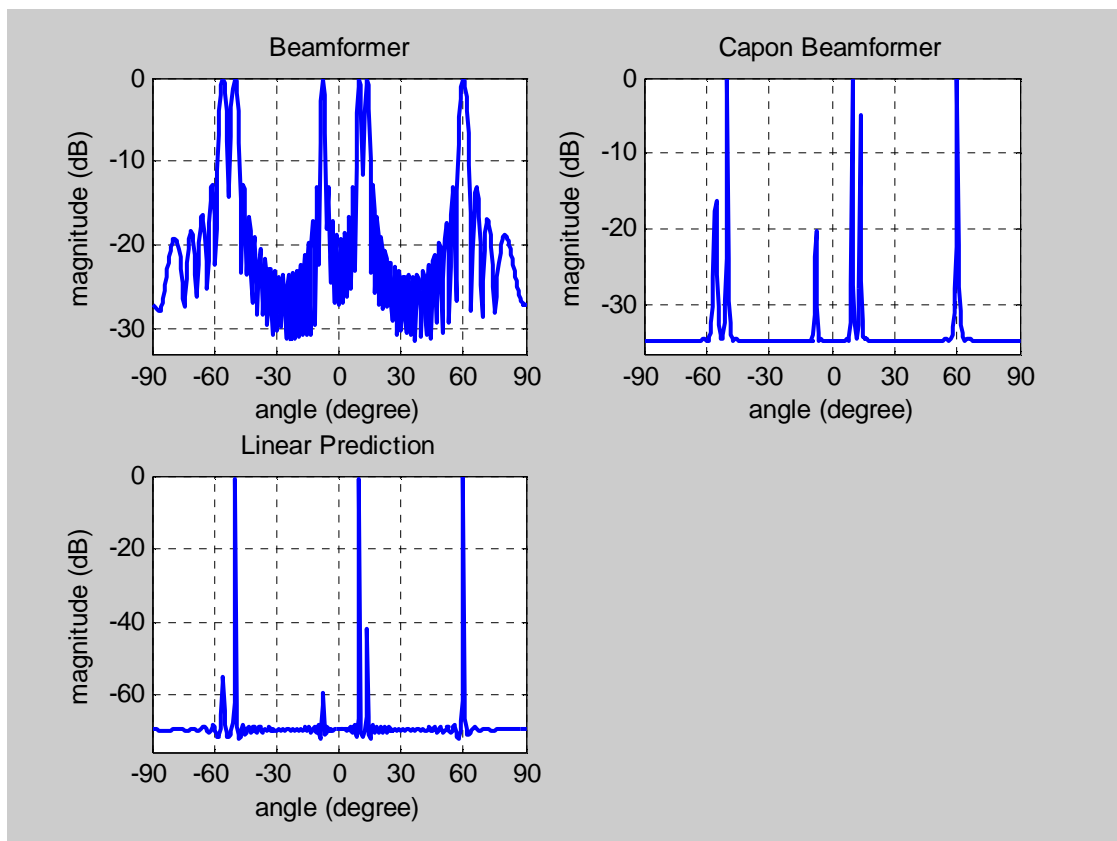 Beamformer
0
-10
-20
-30
magnitude (dB)
-90 -60 -30 0 30 60 90
angle (degree)
Capon Beamformer
0
-10
-20
-30
magnitude (dB)
-90 -60 -30 0 30 60 90
angle (degree)
Linear Prediction
0
-20
-40
-60
magnitude (dB)
-90 -60 -30 0 30 60 90
angle (degree)